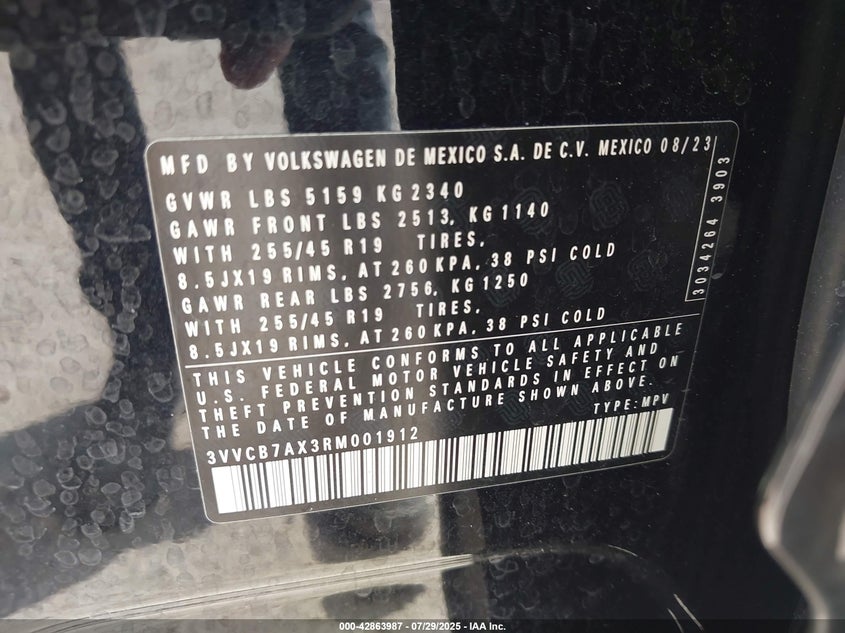 MFD BY VOLKSWAGEN DE MEXICO S.A. DE C.V. MEXICO 08/23
GVWR LBS 5159 KG 2340
GAWR FRONT LBS 2513, KG 1140
WITH 255/45 R19 TIRES,
8.5JX19 RIMS, AT 260 KPA, 38 PSI COLD
GAWR REAR LBS 2756, KG 1250
WITH 255/45 R19 TIRES,
8.5JX19 RIMS, AT 260 KPA, 38 PSI COLD
3034264 3903
THIS VEHICLE CONFORMS TO ALL APPLICABLE
U.S. FEDERAL MOTOR VEHICLE SAFETY AND
THEFT PREVENTION STANDARDS IN EFFECT ON
THE DATE OF MANUFACTURE SHOWN ABOVE.
TYPE: MPV
3VVCB7AX3RM001912
000-42863987 - 07/29/2025 - IAA Inc.